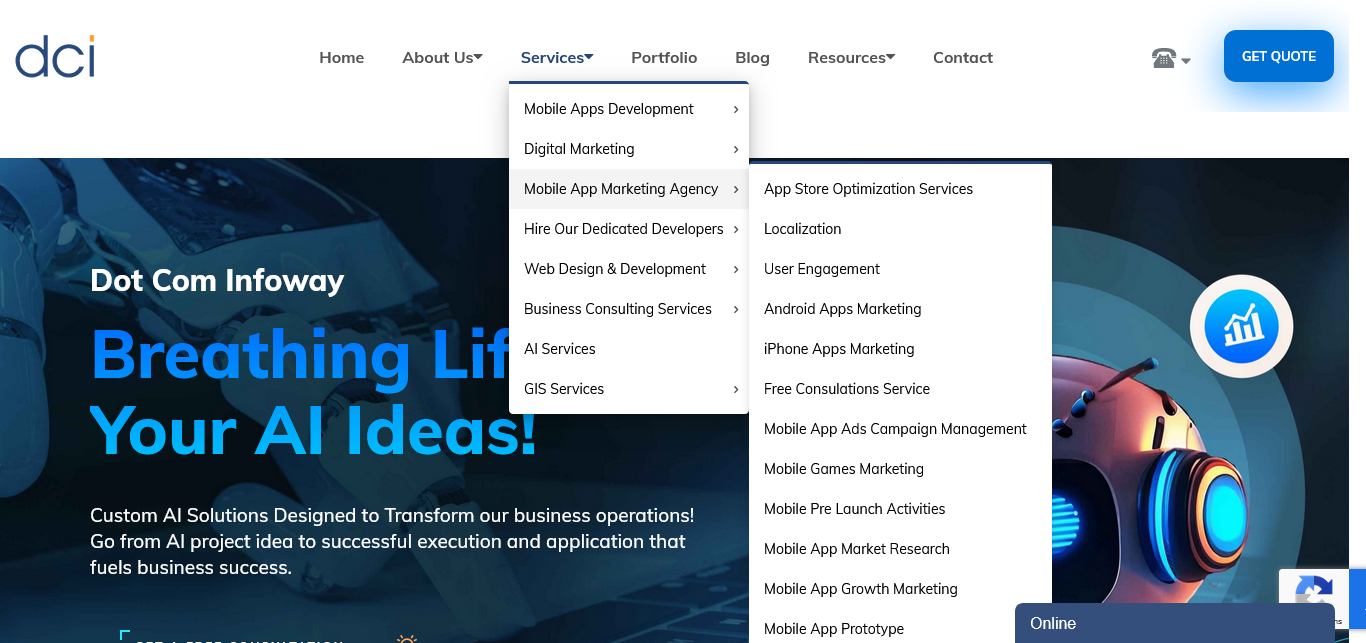 dci
Home
About Us
Services
Portfolio
Blog
Resources
Contact
GET QUOTE
Mobile Apps Development
Digital Marketing
Mobile App Marketing Agency
Hire Our Dedicated Developers
Web Design & Development
Business Consulting Services
AI Services
GIS Services
App Store Optimization Services
Localization
User Engagement
Android Apps Marketing
iPhone Apps Marketing
Free Consulations Service
Mobile App Ads Campaign Management
Mobile Games Marketing
Mobile Pre Launch Activities
Mobile App Market Research
Mobile App Growth Marketing
Mobile App Prototype
Dot Com Infoway
Breathing
Your AI Ideas!
Custom AI Solutions Designed to Transform our business operations!
Go from AI project idea to successful execution and application that
fuels business success.
Online